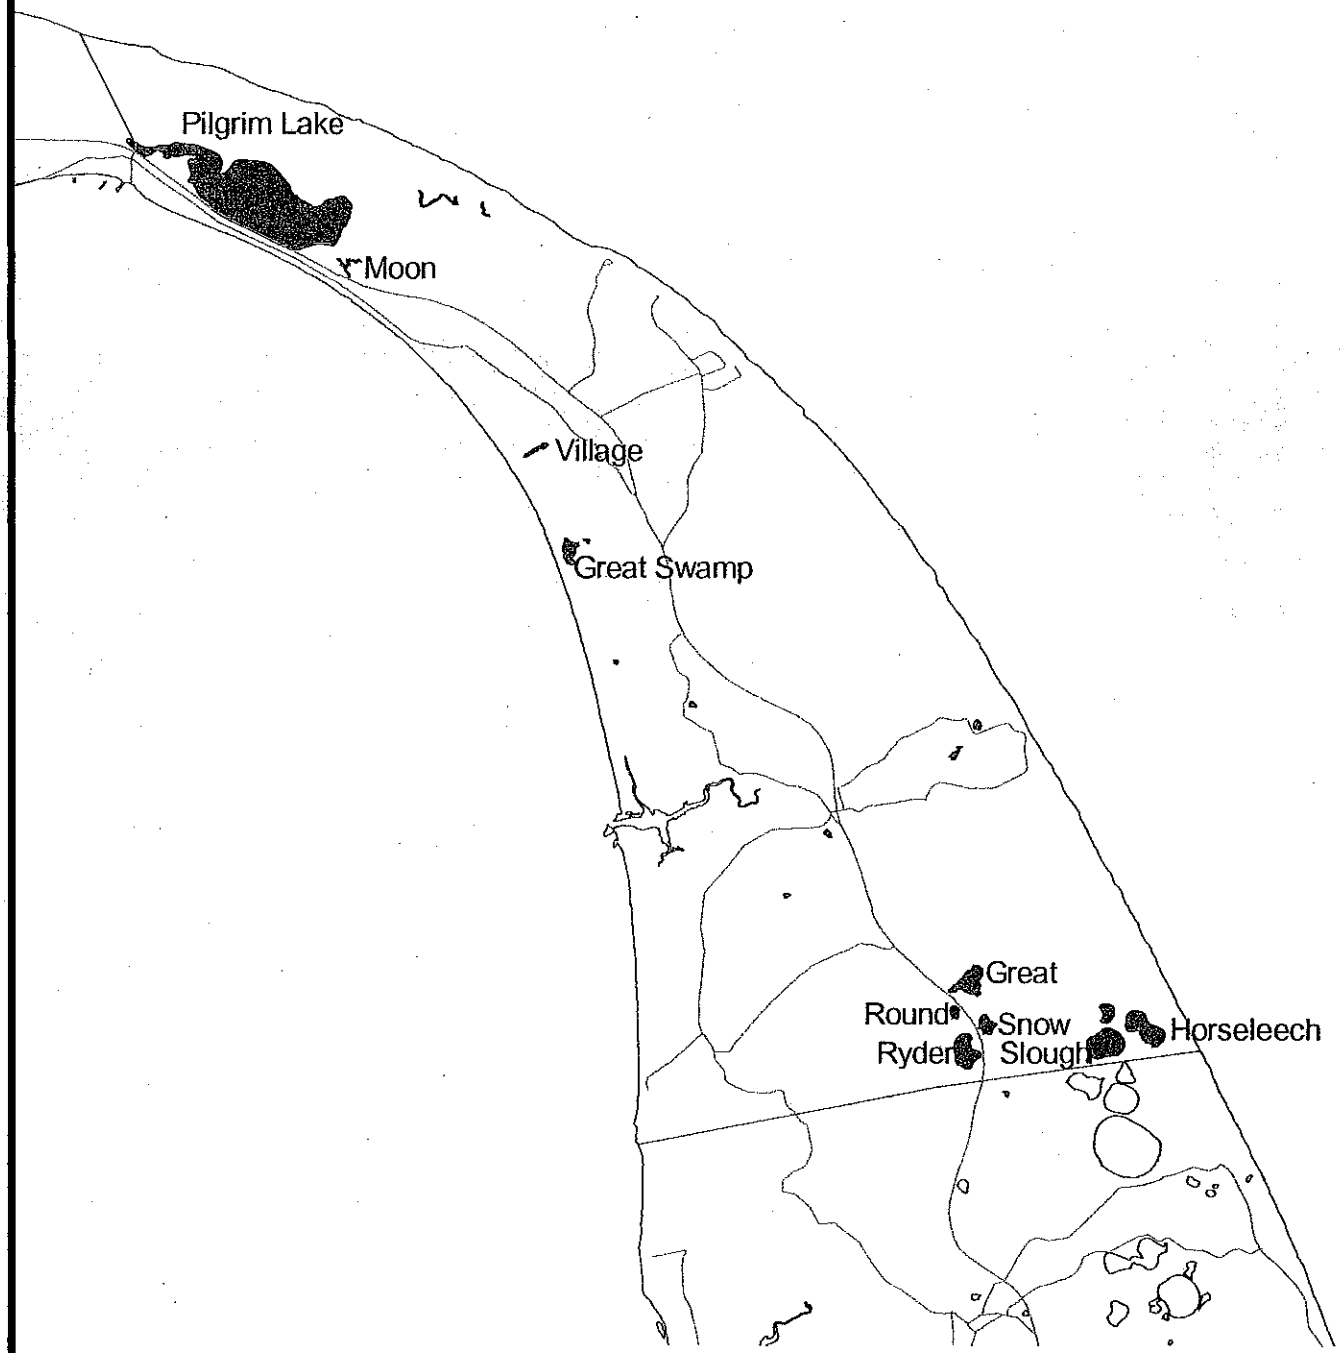 Pilgrim Lake
Moon
Village
Great Swamp
Great
Round
Snow
Ryder
Slough
Horseleech